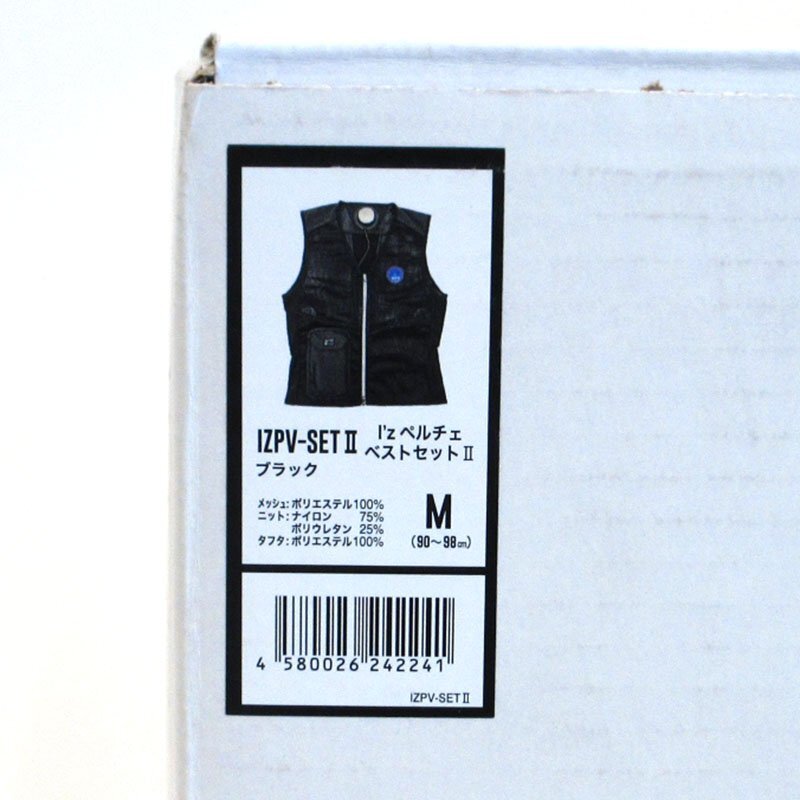 IZPV-SET Ⅱ I'z ペルチェ
ベストセット Ⅱ
ブラック
メッシュ:ポリエステル100%
ニット:ナイロン 75%
ポリウレタン 25%
タフタ:ポリエステル100%
M
(90～98㎝)
4 580026 242241
IZPV-SET Ⅱ